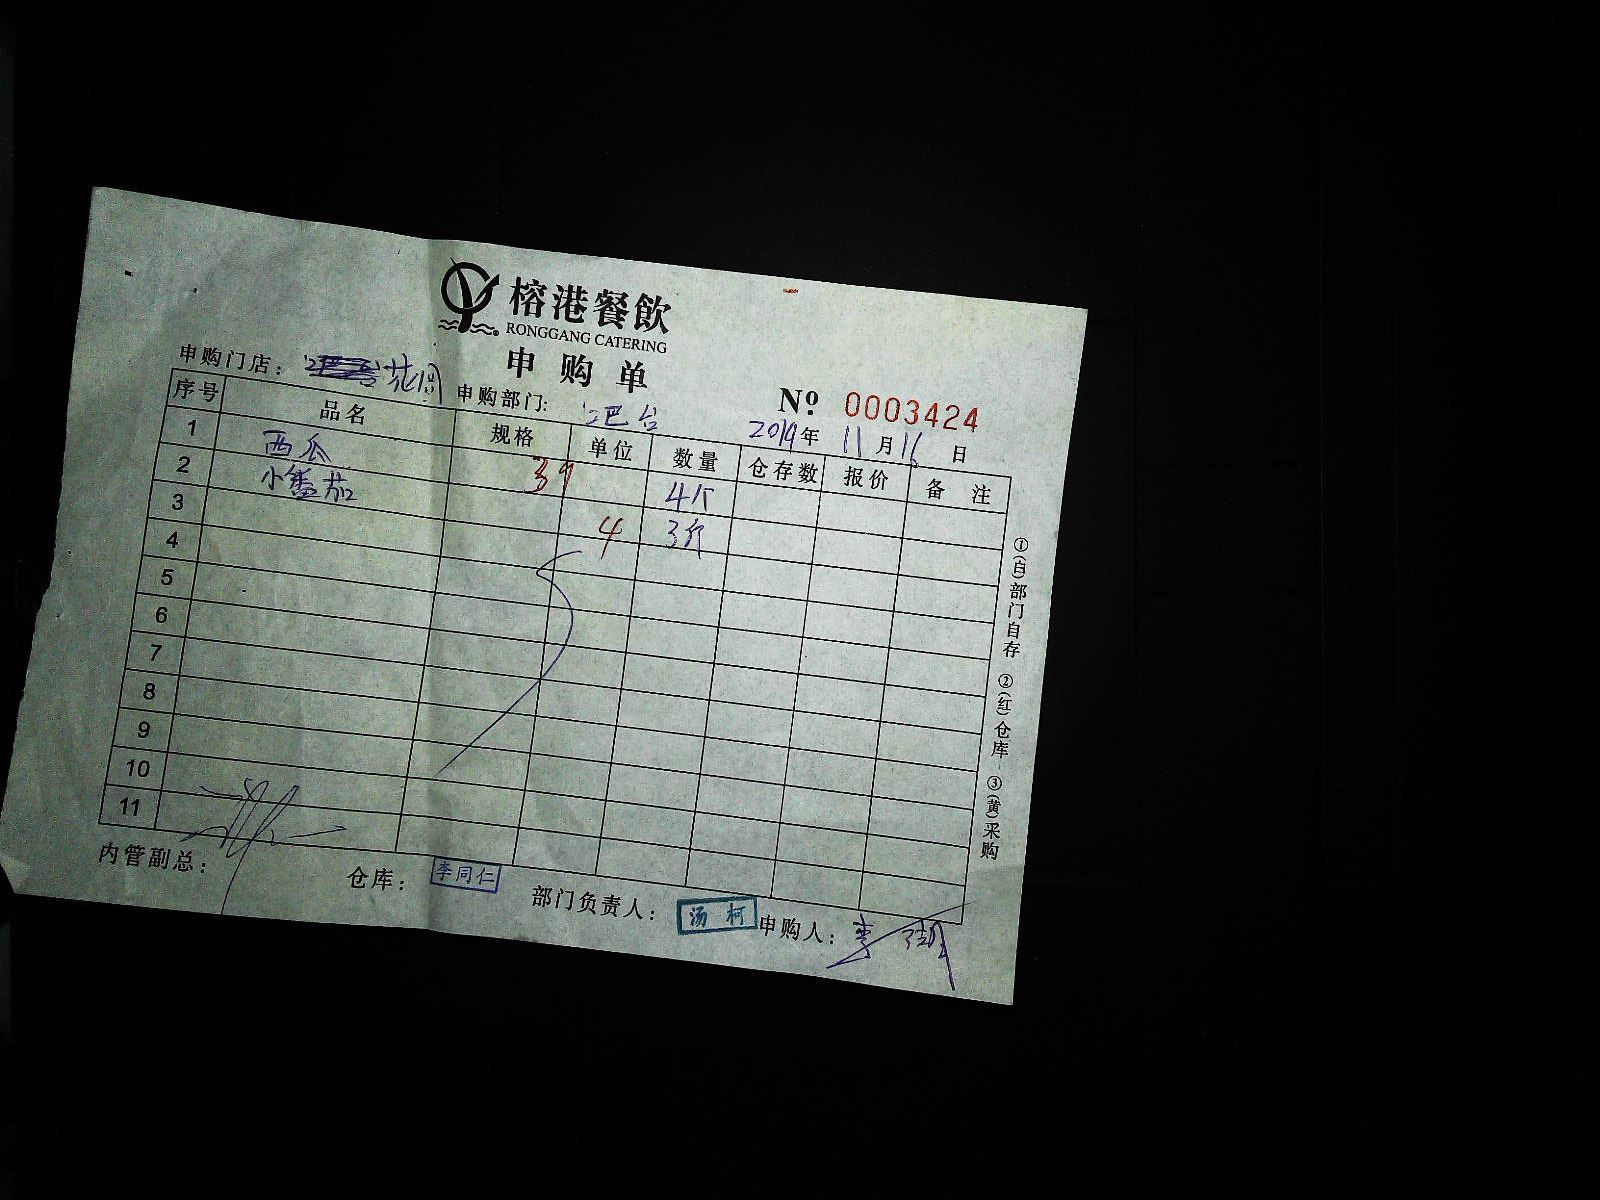 榕港餐飲
RONGGANG CATERING
申购单
№ 0003424
申购门店： 申购部门: 吧台 2019年 11月 16日
序号 品名 规格 单位 数量 仓存数 报价 备注
1 西瓜 39 4斤
2 小番茄 4 3斤
3
4
5
6
7
8
9
10
11
内管副总： 仓库： 李同仁 部门负责人： 汤柯 申购人：
①(白)部门自存 ②(红)仓库 ③(黄)采购